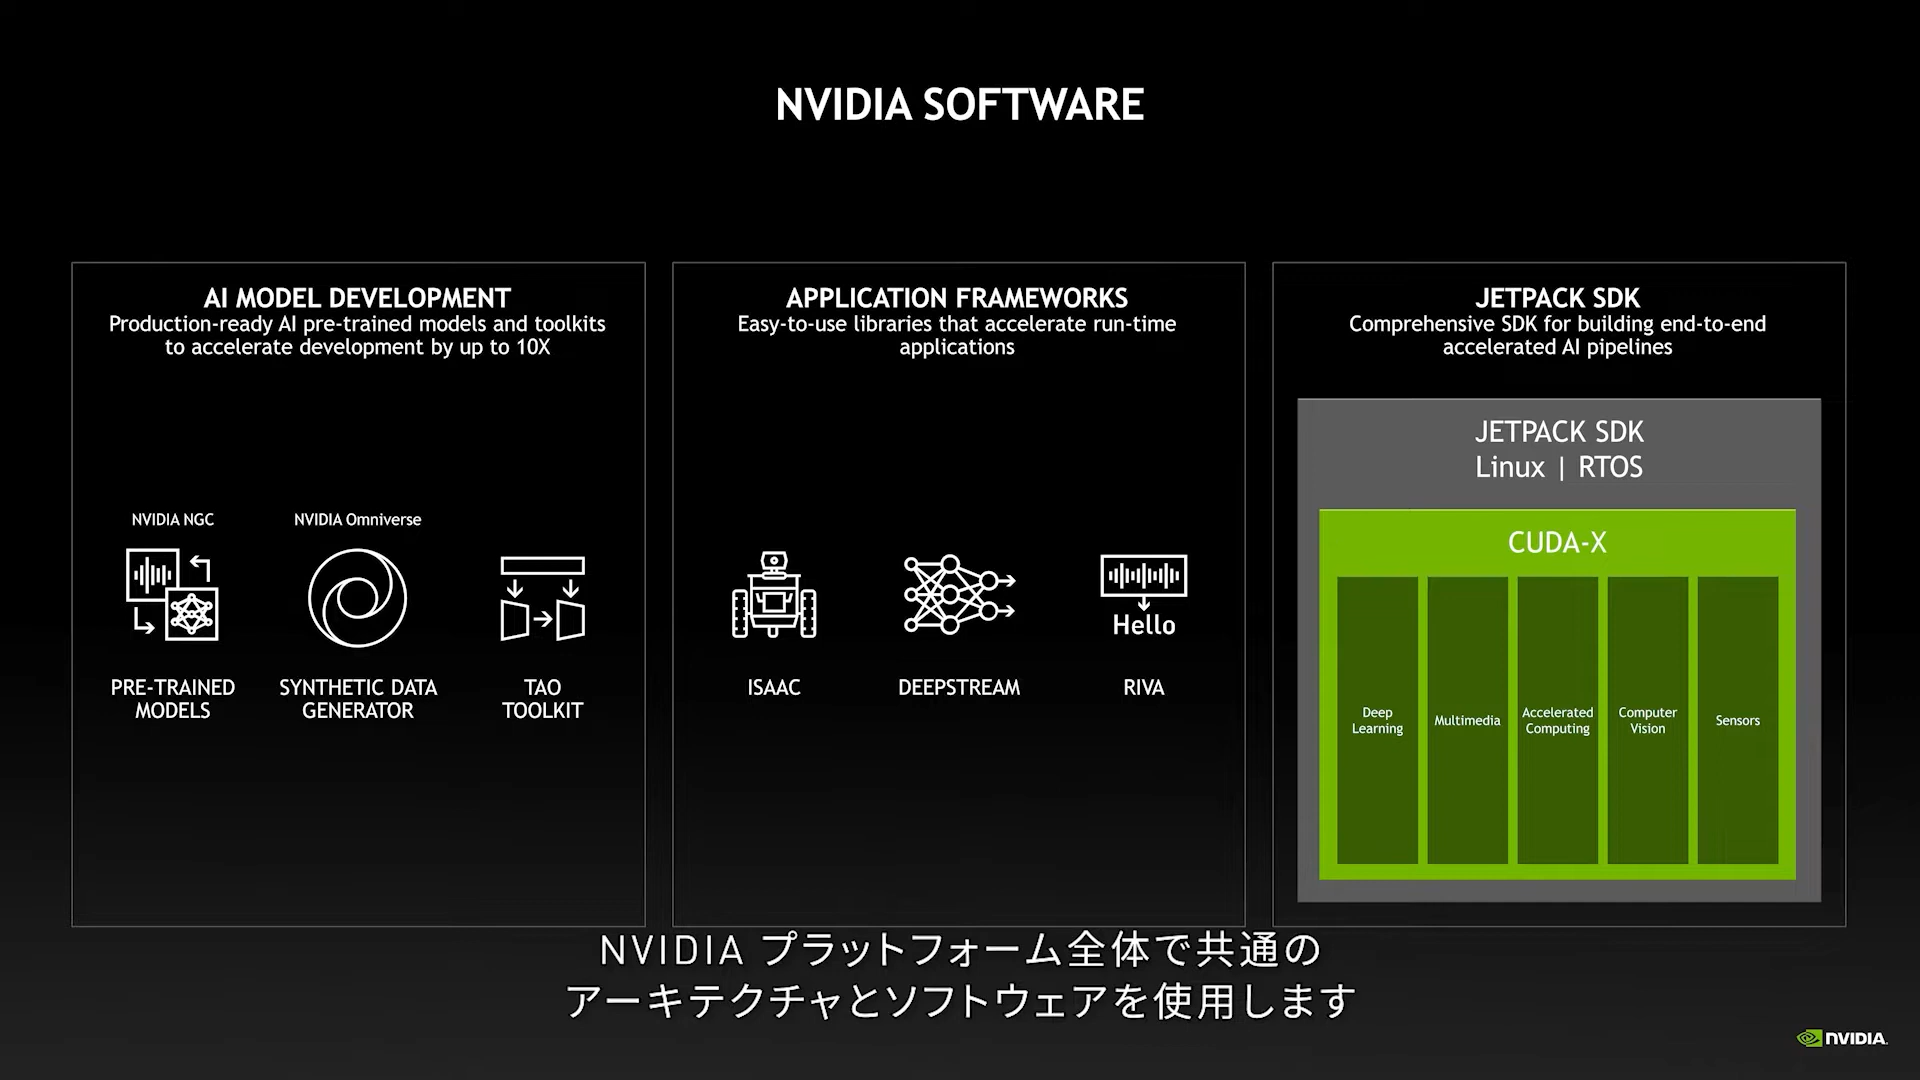 NVIDIA SOFTWARE
AI MODEL DEVELOPMENT
Production-ready AI pre-trained models and toolkits
to accelerate development by up to 10X
NVIDIA NGC
PRE-TRAINED
MODELS
NVIDIA Omniverse
SYNTHETIC DATA
GENERATOR
TAO
TOOLKIT
APPLICATION FRAMEWORKS
Easy-to-use libraries that accelerate run-time
applications
ISAAC
DEEPSTREAM
Hello
RIVA
JETPACK SDK
Comprehensive SDK for building end-to-end
accelerated AI pipelines
JETPACK SDK
Linux | RTOS
CUDA-X
Deep
Learning
Multimedia
Accelerated
Computing
Computer
Vision
Sensors
NVIDIA プラットフォーム全体で共通の
アーキテクチャとソフトウェアを使用します
NVIDIA.